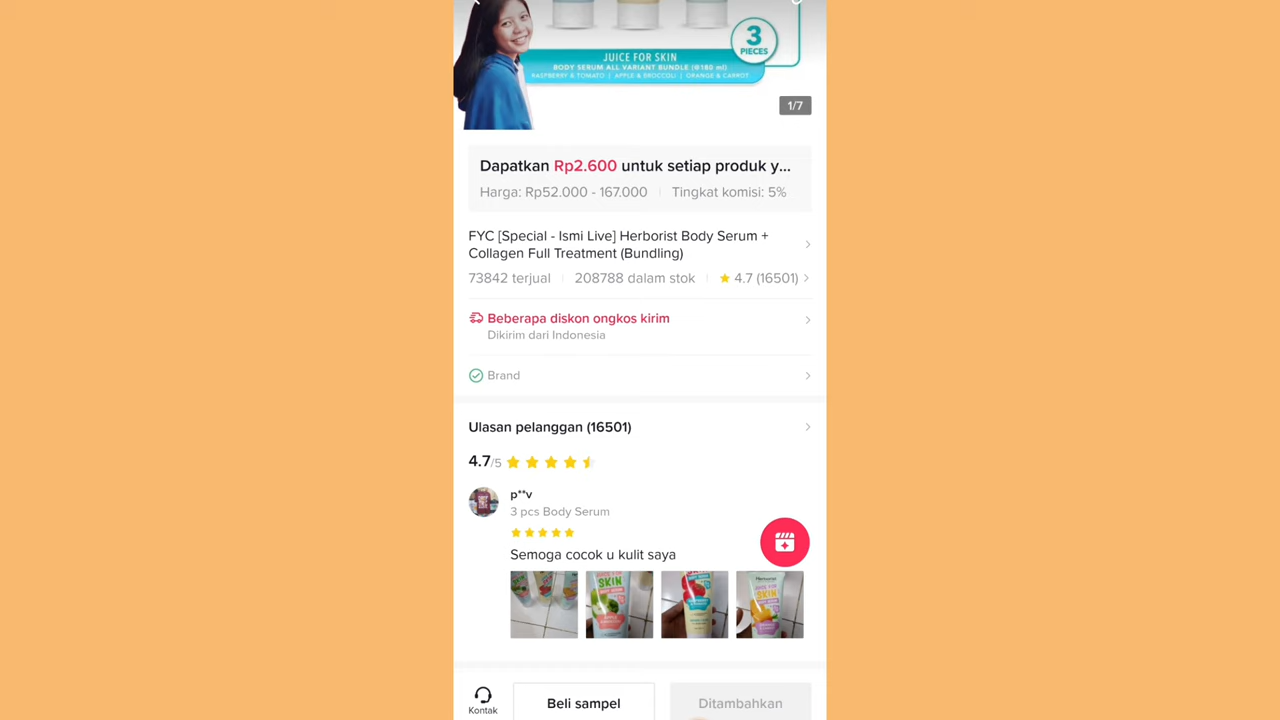 3
PIECES
JUICE FOR SKIN
BODY SERUM ALL VARIANT BUNDLE (@180 ml)
RASPBERRY & TOMATO | APPLE & BROCCOLI | ORANGE & CARROT
1/7
Dapatkan Rp2.600 untuk setiap produk y...
Harga: Rp52.000 - 167.000 Tingkat komisi: 5%
FYC [Special - Ismi Live] Herborist Body Serum +
Collagen Full Treatment (Bundling)
73842 terjual 208788 dalam stok 4.7 (16501)
Beberapa diskon ongkos kirim
Dikirim dari Indonesia
Brand
Ulasan pelanggan (16501)
4.7/5
p**v
3 pcs Body Serum
Semoga cocok u kulit saya
SKIN
SKIN
Kontak
Beli sampel
Ditambahkan